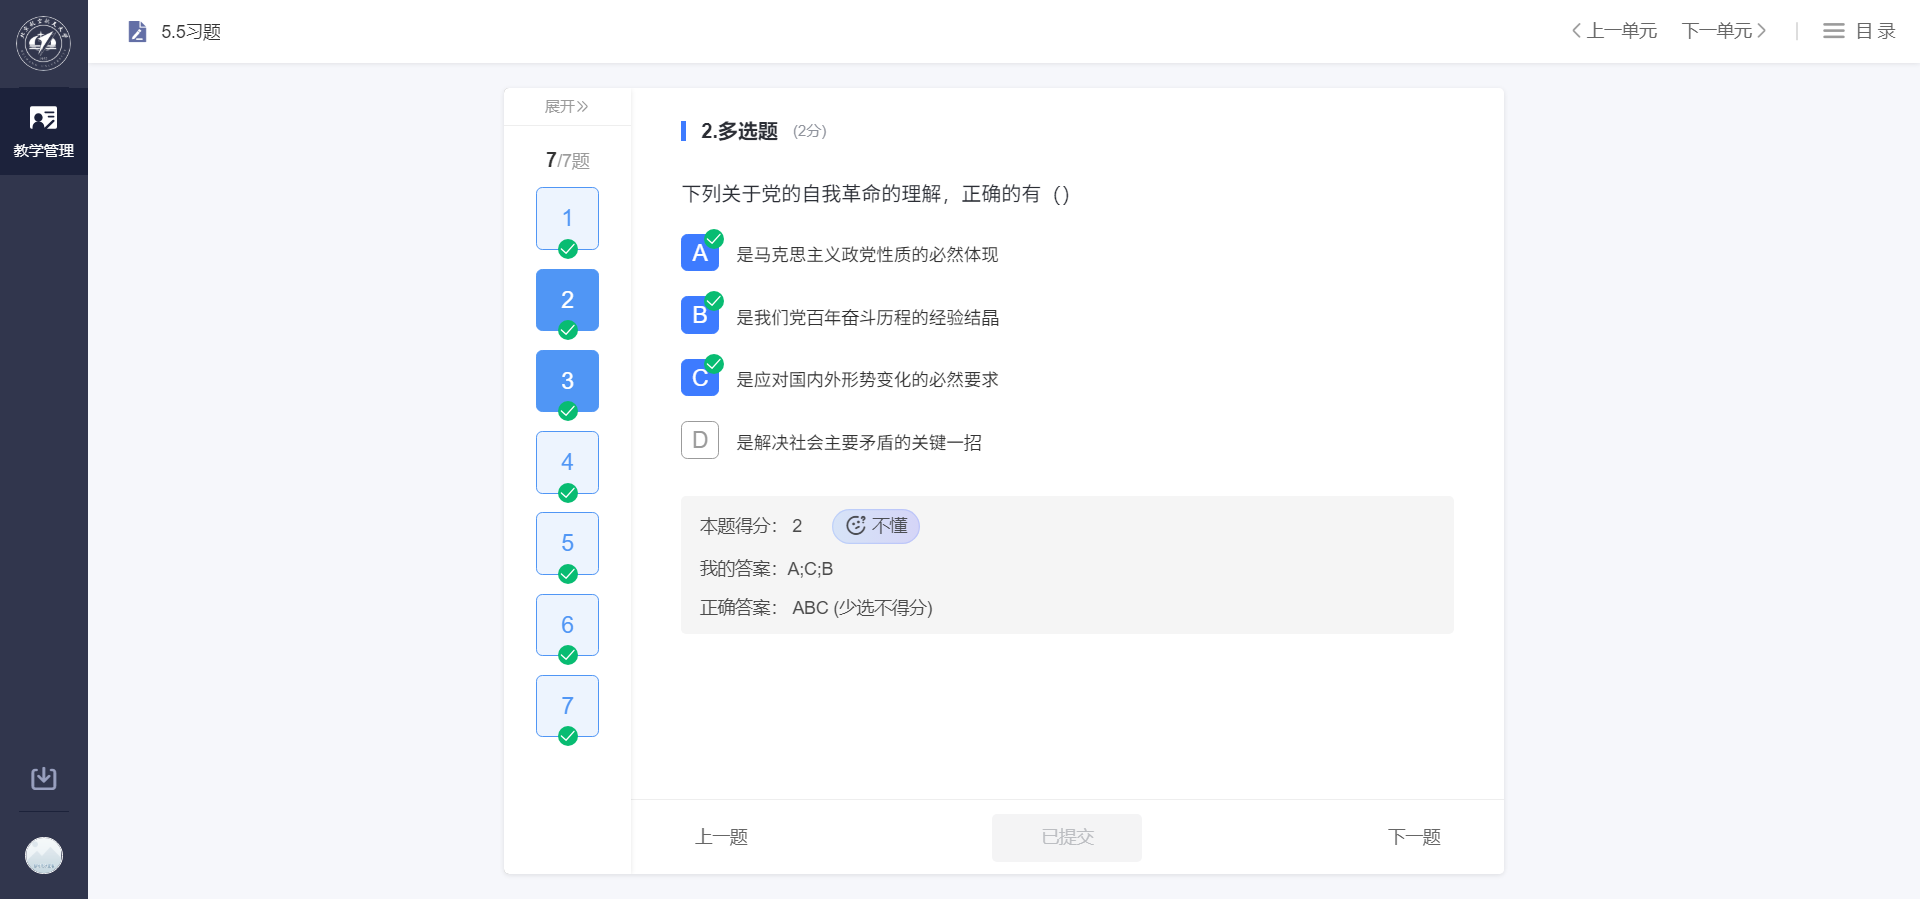 5.5习题
上一单元
下一单元
目录
教学管理
展开
7/7题
1
2
3
4
5
6
7
2.多选题 (2分)
下列关于党的自我革命的理解，正确的有（）
A 是马克思主义政党性质的必然体现
B 是我们党百年奋斗历程的经验结晶
C 是应对国内外形势变化的必然要求
D 是解决社会主要矛盾的关键一招
本题得分： 2 不懂
我的答案：A;C;B
正确答案： ABC (少选不得分)
上一题
已提交
下一题